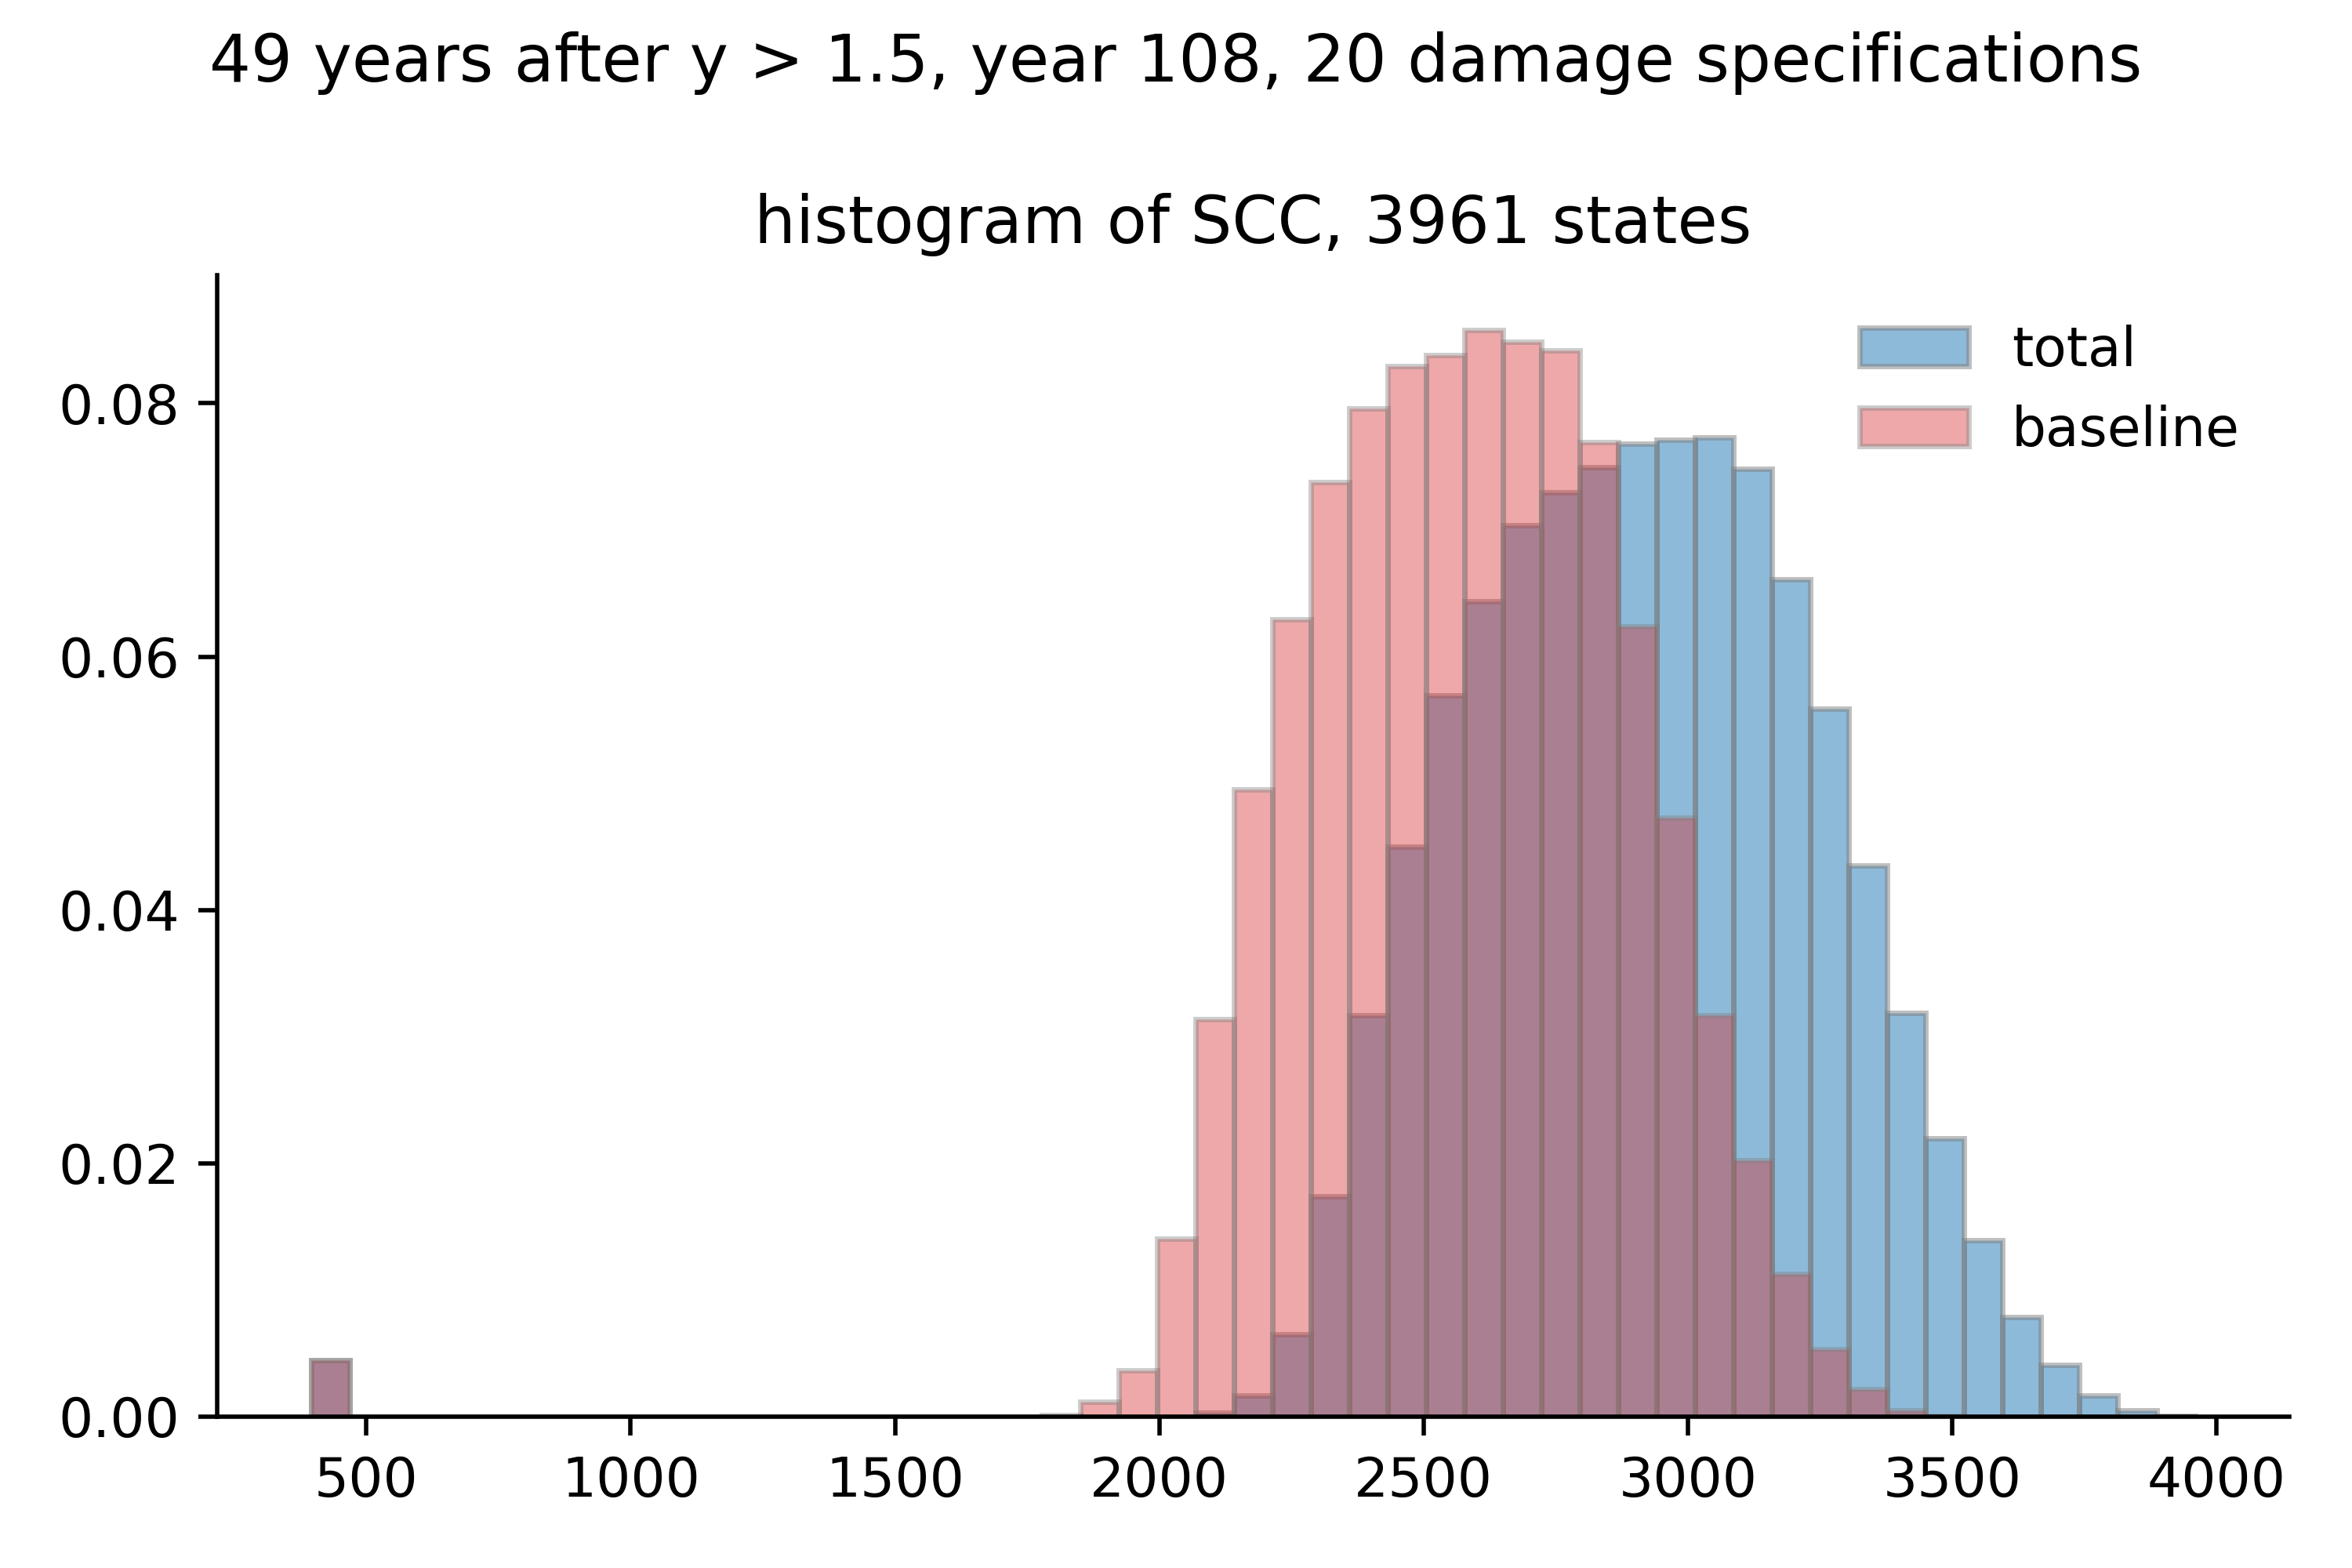 49 years after y > 1.5, year 108, 20 damage specifications
histogram of SCC, 3961 states
total
baseline
0.08
0.06
0.04
0.02
0.00
500 1000 1500 2000 2500 3000 3500 4000